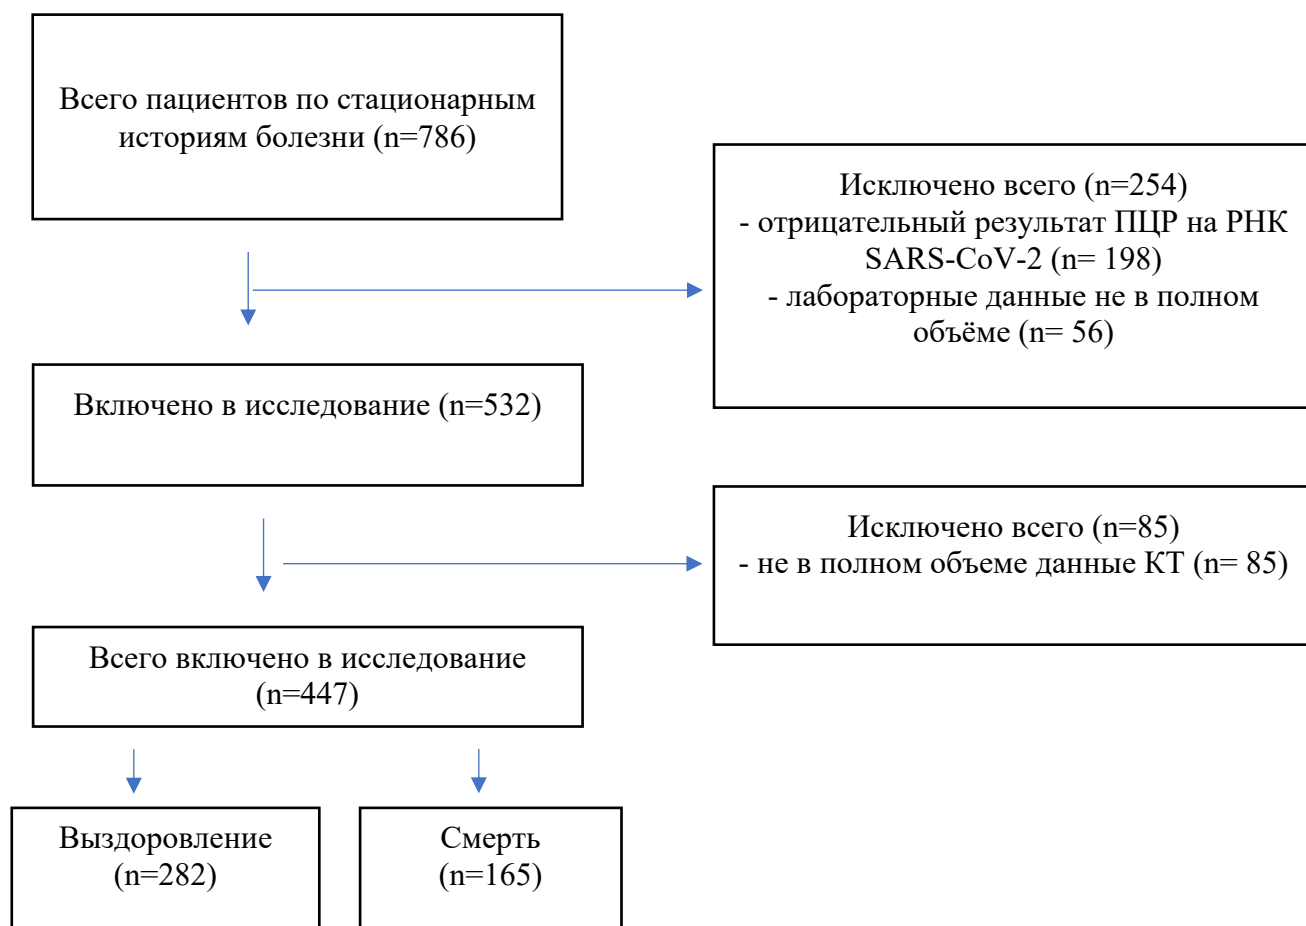 Всего пациентов по стационарным
историям болезни (n=786)
Исключено всего (n=254)
- отрицательный результат ПЦР на РНК
SARS-CoV-2 (n= 198)
- лабораторные данные не в полном
объёме (n= 56)
Включено в исследование (n=532)
Исключено всего (n=85)
- не в полном объеме данные КТ (n= 85)
Всего включено в исследование
(n=447)
Выздоровление
(n=282)
Смерть
(n=165)